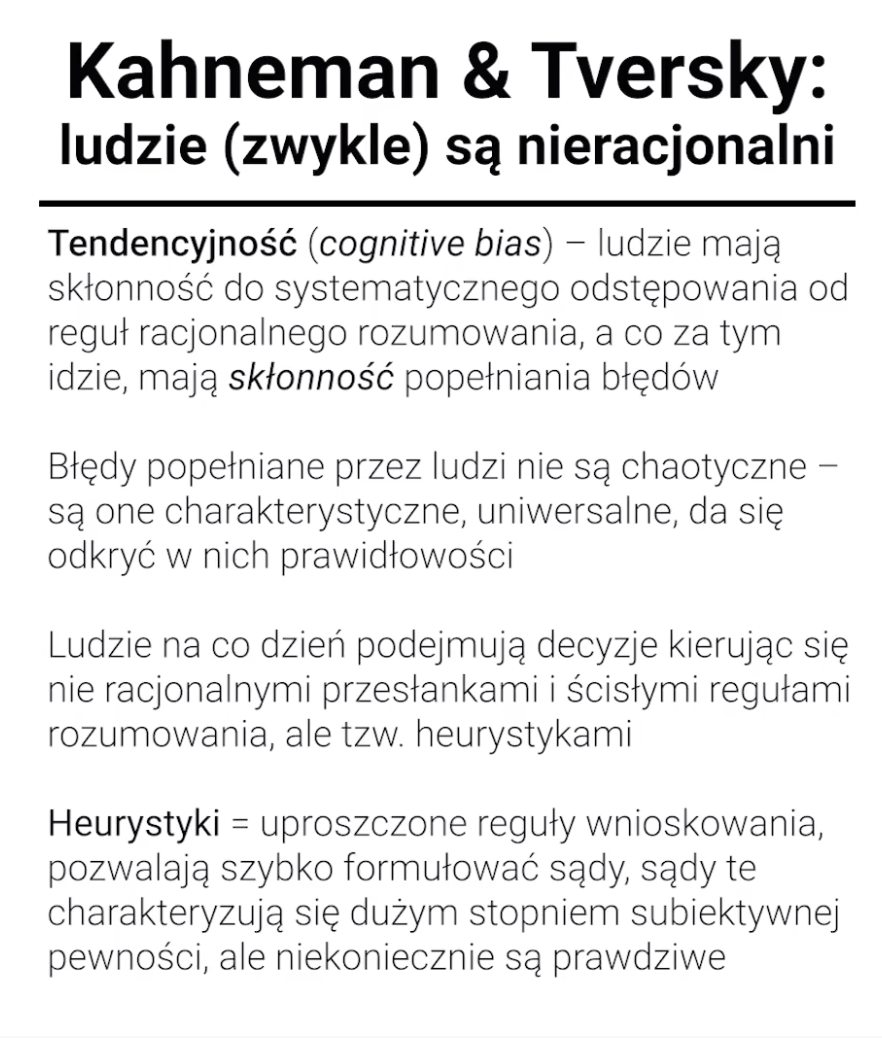 Kahneman & Tversky:
ludzie (zwykle) są nieracjonalni
Tendencyjność (cognitive bias) – ludzie mają
skłonność do systematycznego odstępowania od
reguł racjonalnego rozumowania, a co za tym
idzie, mają skłonność popełniania błędów
Błędy popełniane przez ludzi nie są chaotyczne –
są one charakterystyczne, uniwersalne, da się
odkryć w nich prawidłowości
Ludzie na co dzień podejmują decyzje kierując się
nie racjonalnymi przesłankami i ścisłymi regułami
rozumowania, ale tzw. heurystykami
Heurystyki = uproszczone reguły wnioskowania,
pozwalają szybko formułować sądy, sądy te
charakteryzują się dużym stopniem subiektywnej
pewności, ale niekoniecznie są prawdziwe